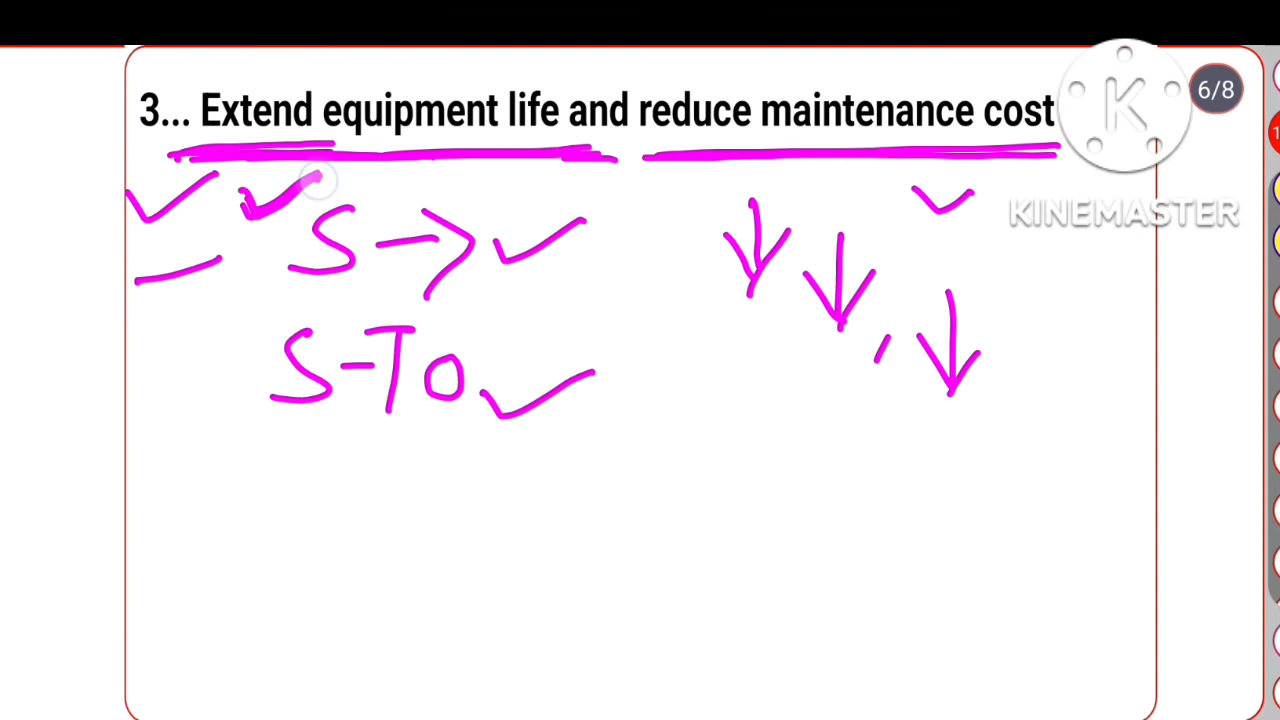 3... Extend equipment life and reduce maintenance cost
6/8
K
KINEMASTER
S →
S-To